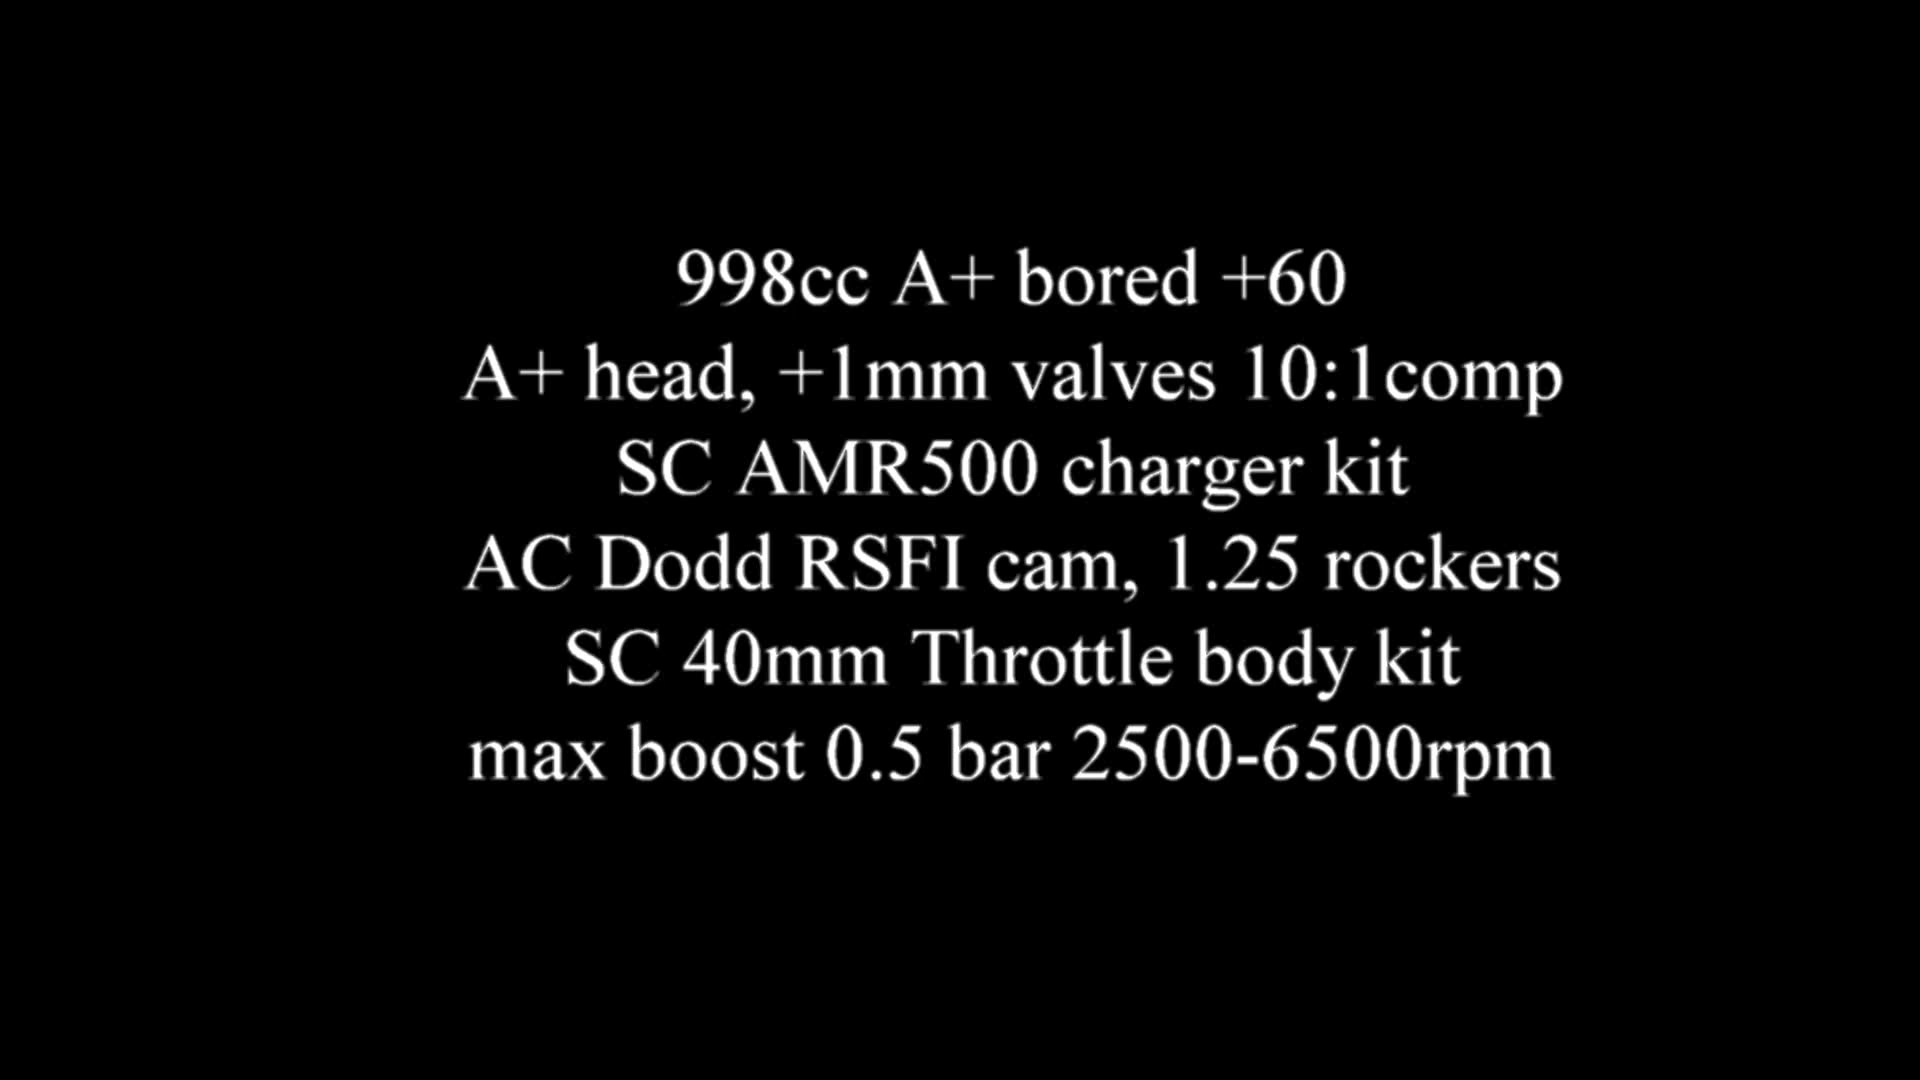 998cc A+ bored +60
A+ head, +1mm valves 10:1comp
SC AMR500 charger kit
AC Dodd RSFI cam, 1.25 rockers
SC 40mm Throttle body kit
max boost 0.5 bar 2500-6500rpm